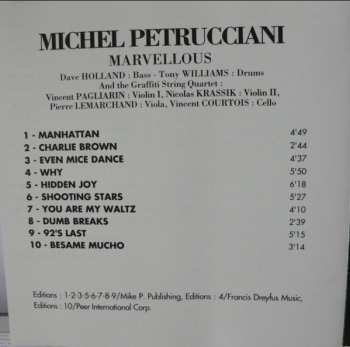 MICHEL PETRUCCIANI
MARVELLOUS
Dave HOLLAND : Bass - Tony WILLIAMS : Drums
And the Graffiti String Quartet :
Vincent PAGLIARIN : Violin I, Nicolas KRASSIK : Violin II,
Pierre LEMARCHAND : Viola, Vincent COURTOIS : Cello
1 - MANHATTAN 4'49
2 - CHARLIE BROWN 2'44
3 - EVEN MICE DANCE 4'37
4 - WHY 5'50
5 - HIDDEN JOY 6'18
6 - SHOOTING STARS 5'27
7 - YOU ARE MY WALTZ 4'10
8 - DUMB BREAKS 2'39
9 - 92'S LAST 5'15
10 - BESAME MUCHO 3'14
Editions : 1-2-3-5-6-7-8-9/Mike P. Publishing, Editions : 4/Francis Dreyfus Music,
Editions : 10/Peer International Corp.